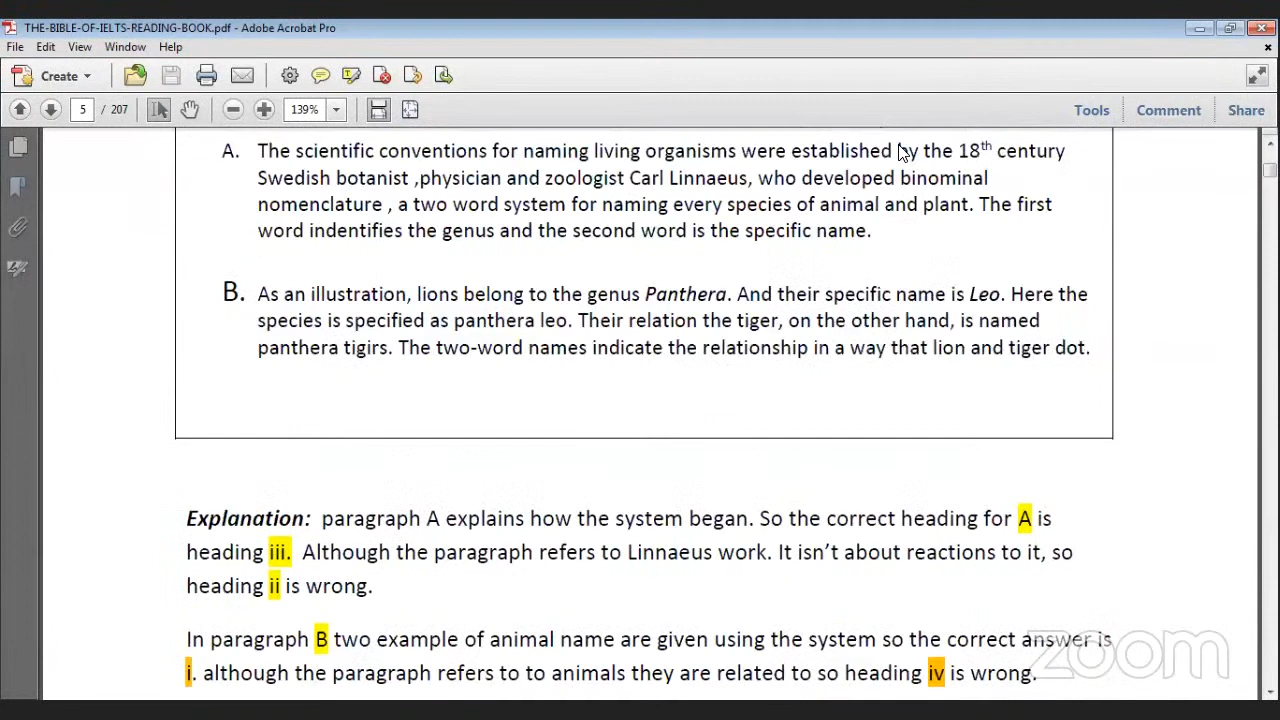 THE-BIBLE-OF-IELTS-READING-BOOK.pdf - Adobe Acrobat Pro
File Edit View Window Help
Create
5 / 207 139% Tools Comment Share
A. The scientific conventions for naming living organisms were established by the 18th century
Swedish botanist ,physician and zoologist Carl Linnaeus, who developed binominal
nomenclature , a two word system for naming every species of animal and plant. The first
word indentifies the genus and the second word is the specific name.
B. As an illustration, lions belong to the genus Panthera. And their specific name is Leo. Here the
species is specified as panthera leo. Their relation the tiger, on the other hand, is named
panthera tigirs. The two-word names indicate the relationship in a way that lion and tiger dot.
Explanation: paragraph A explains how the system began. So the correct heading for A is
heading iii. Although the paragraph refers to Linnaeus work. It isn't about reactions to it, so
heading ii is wrong.
In paragraph B two example of animal name are given using the system so the correct answer is
i. although the paragraph refers to to animals they are related to so heading iv is wrong.
zoom